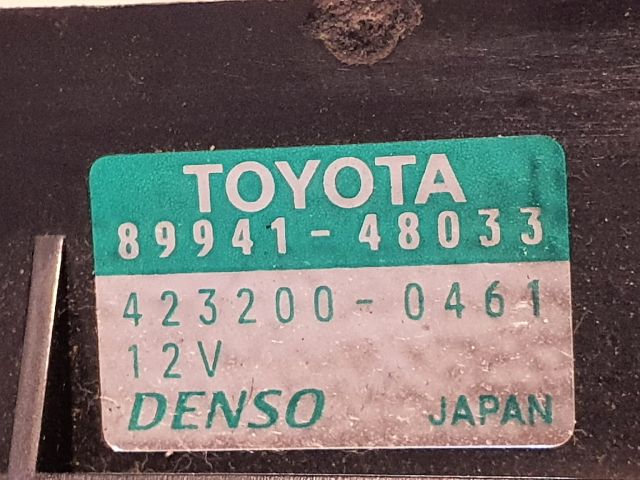 TOYOTA
89941-48033
423200-0461
12V
DENSO JAPAN